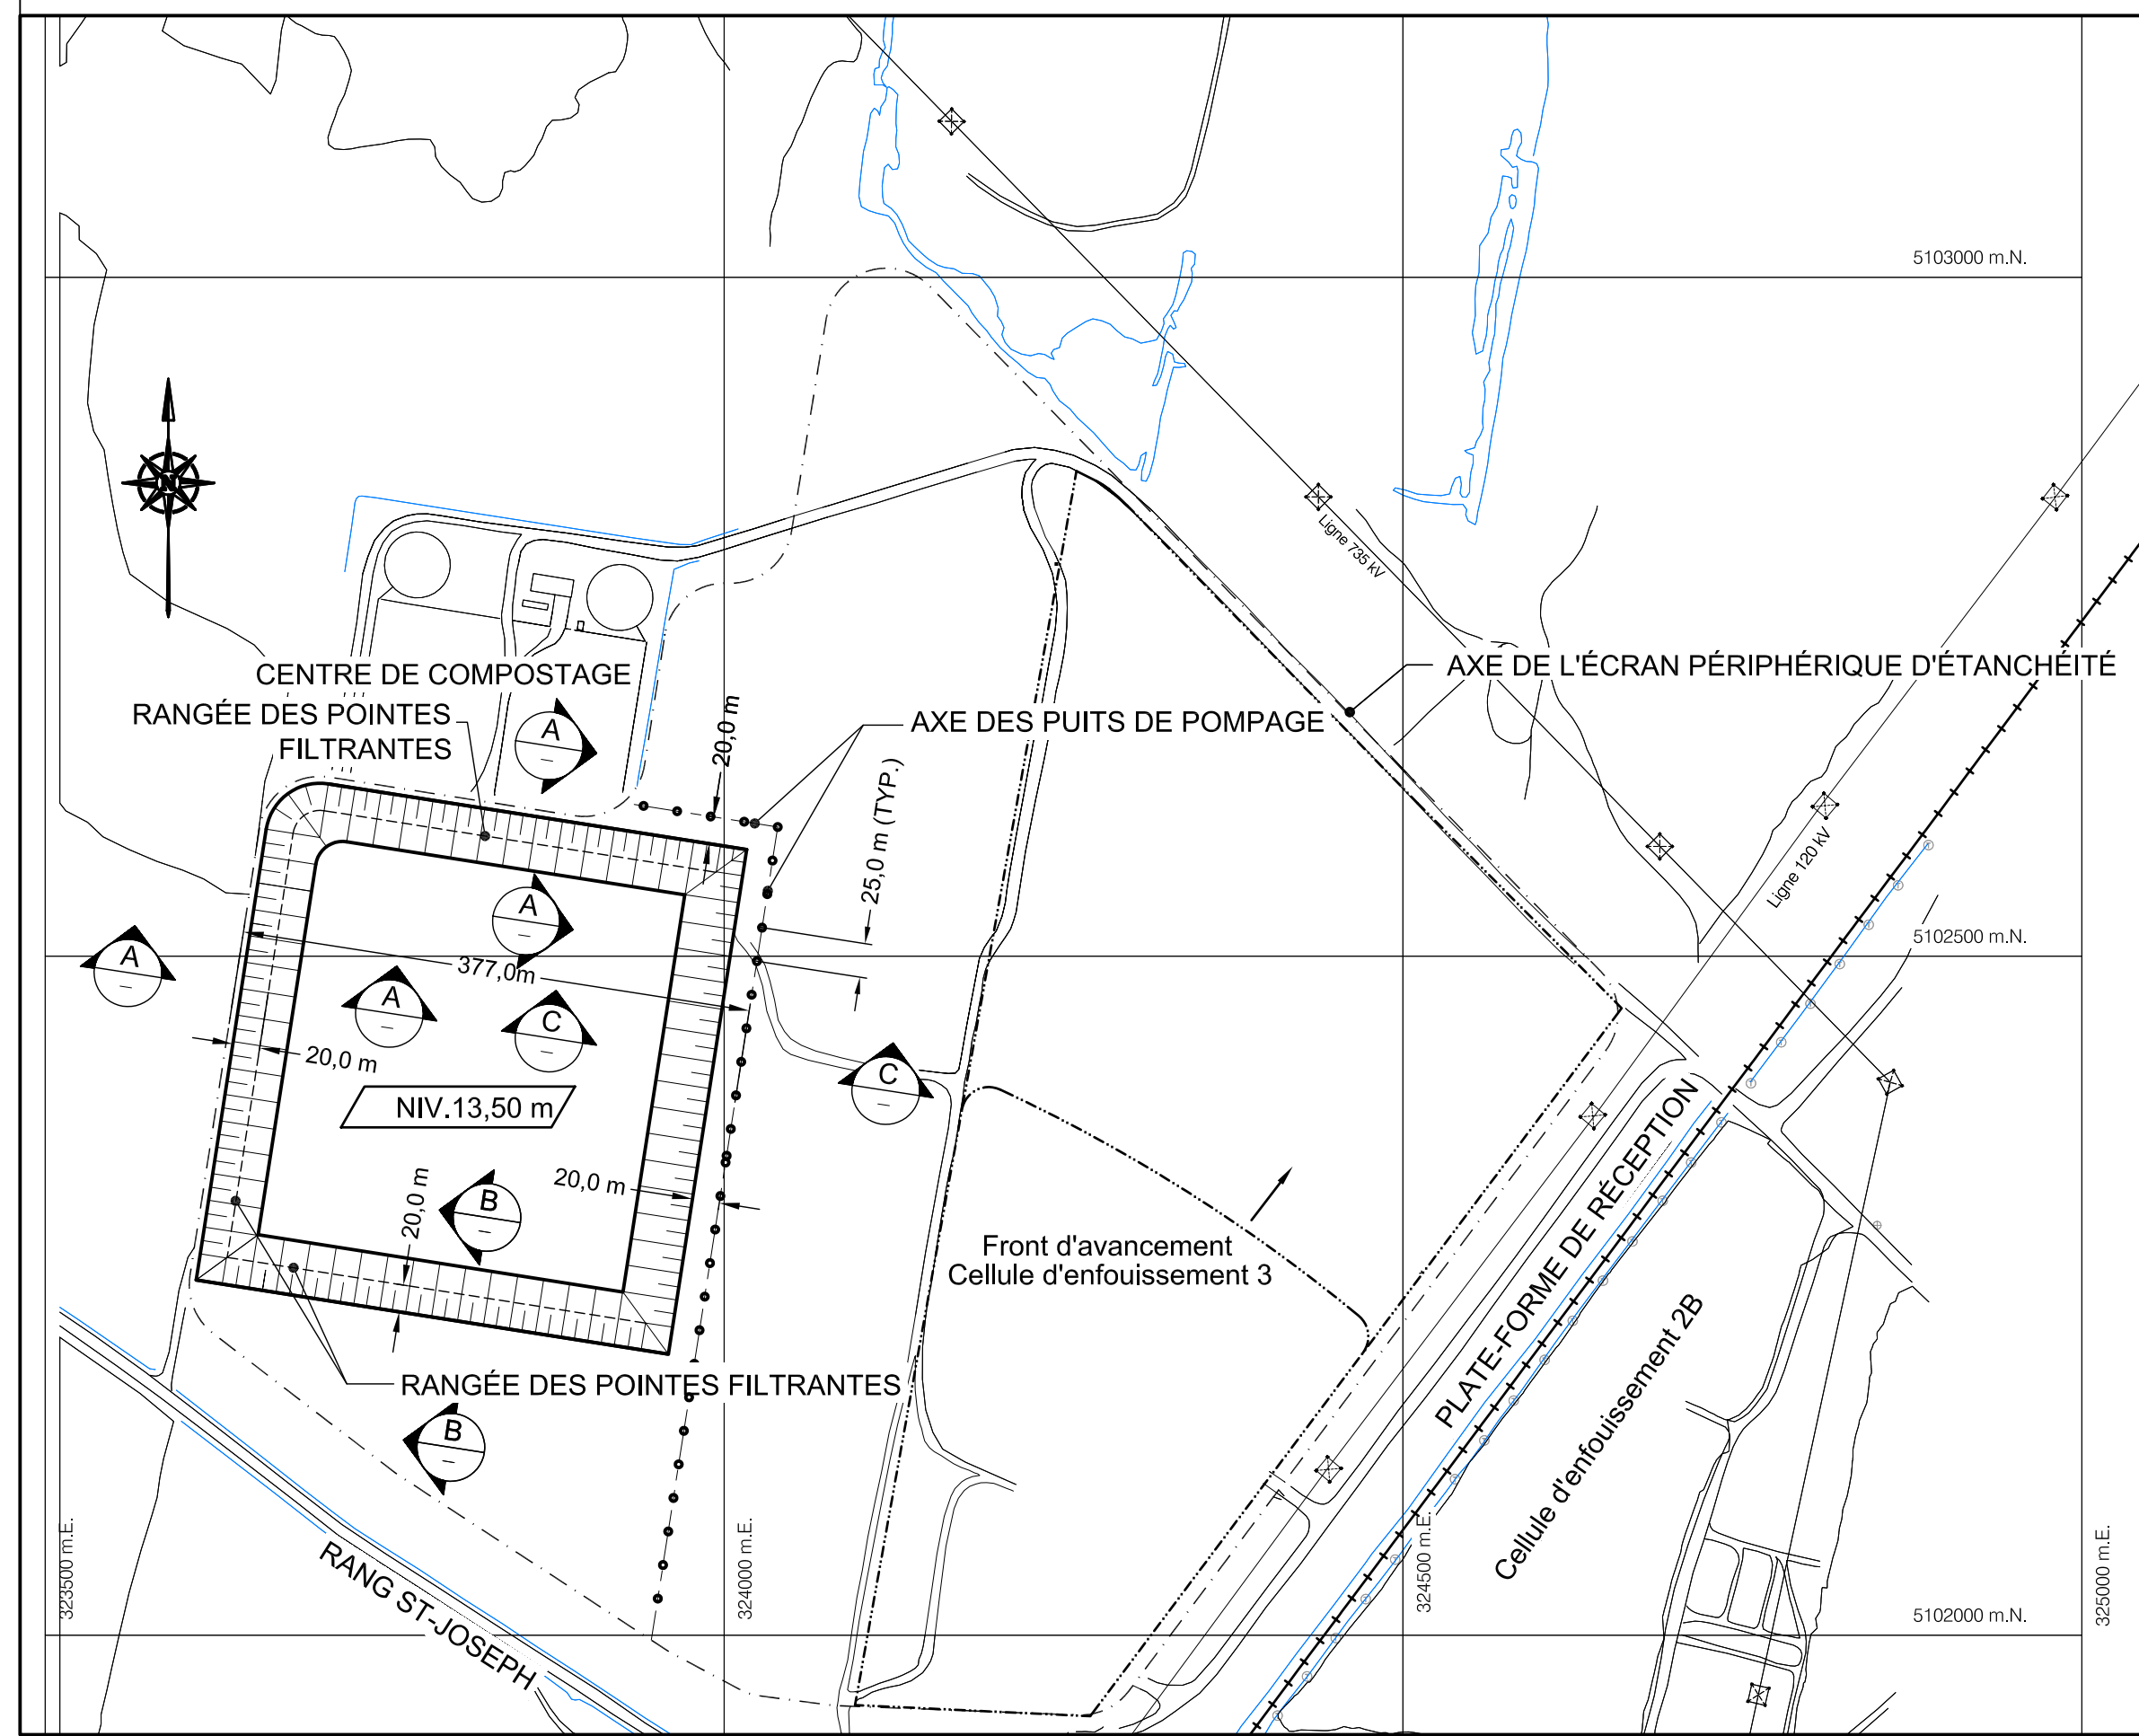 5103000 m.N.
N
Ligne 735 kV
CENTRE DE COMPOSTAGE
AXE DE L'ÉCRAN PÉRIPHÉRIQUE D'ÉTANCHÉITÉ
RANGÉE DES POINTES
FILTRANTES
A
20,0 m
AXE DES PUITS DE POMPAGE
25,0 m (TYP.)
Ligne 120 kV
A
5102500 m.N.
A
377,0m
A
C
20,0 m
C
NIV.13,50 m
20,0 m
20,0 m
B
Front d'avancement
Cellule d'enfouissement 3
PLATE-FORME DE RÉCEPTION
Cellule d'enfouissement 2B
RANGÉE DES POINTES FILTRANTES
B
323500 m.E.
324000 m.E.
324500 m.E.
325000 m.E.
RANG ST-JOSEPH
5102000 m.N.